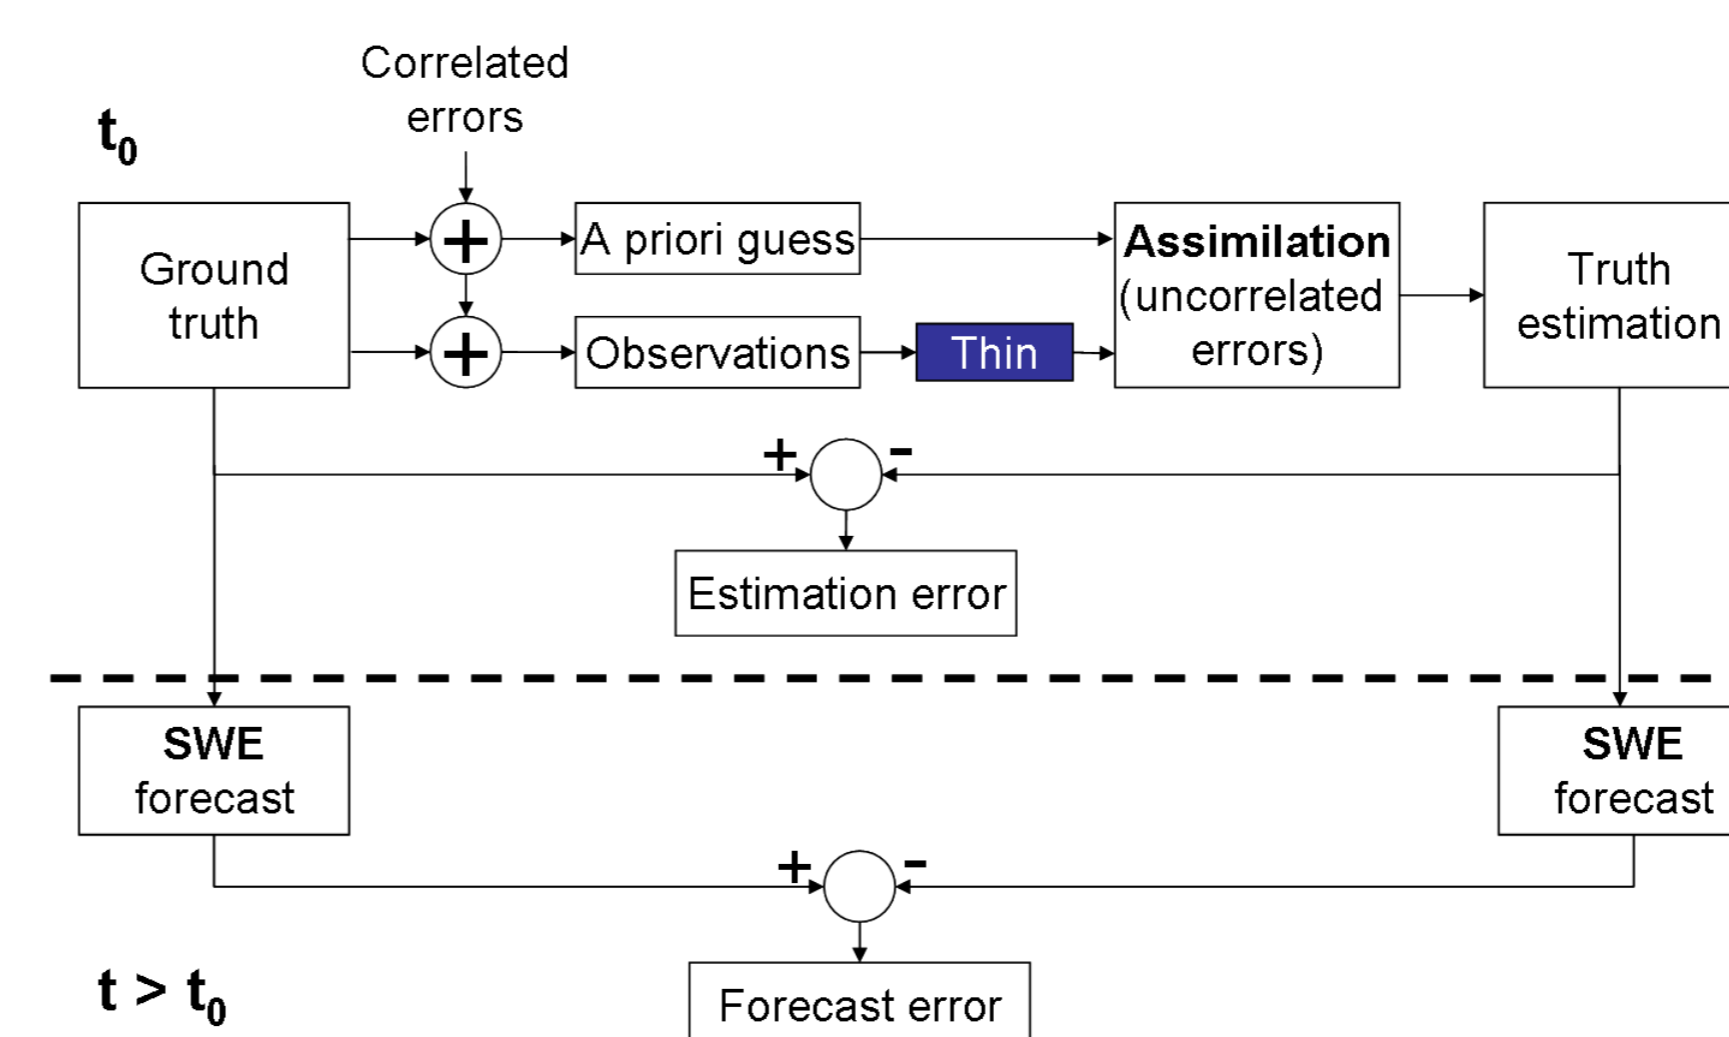 Correlated
errors
t0
Ground
truth
+
A priori guess
Assimilation
(uncorrelated
errors)
Truth
estimation
+
Observations
Thin
+
-
Estimation error
SWE
forecast
SWE
forecast
+
-
Forecast error
t > t0